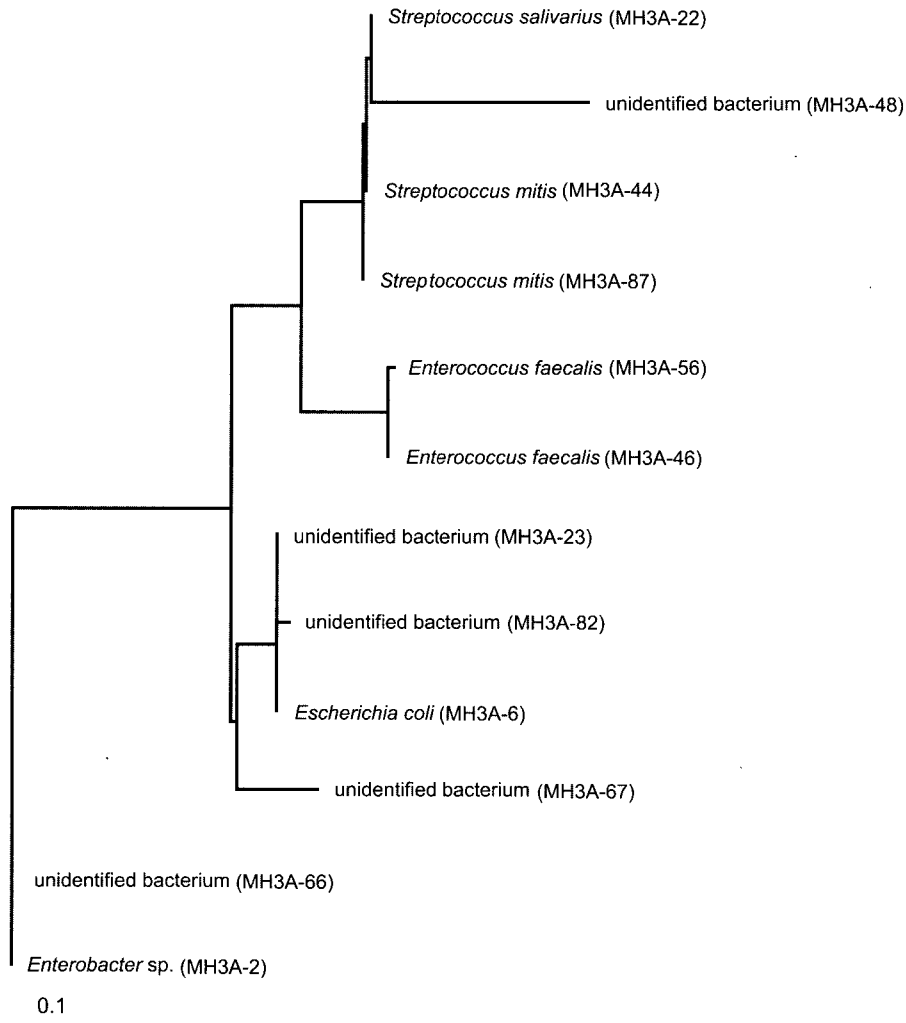 Streptococcus salivarius (MH3A-22)
unidentified bacterium (MH3A-48)
Streptococcus mitis (MH3A-44)
Streptococcus mitis (MH3A-87)
Enterococcus faecalis (MH3A-56)
Enterococcus faecalis (MH3A-46)
unidentified bacterium (MH3A-23)
unidentified bacterium (MH3A-82)
Escherichia coli (MH3A-6)
unidentified bacterium (MH3A-67)
unidentified bacterium (MH3A-66)
Enterobacter sp. (MH3A-2)
0.1